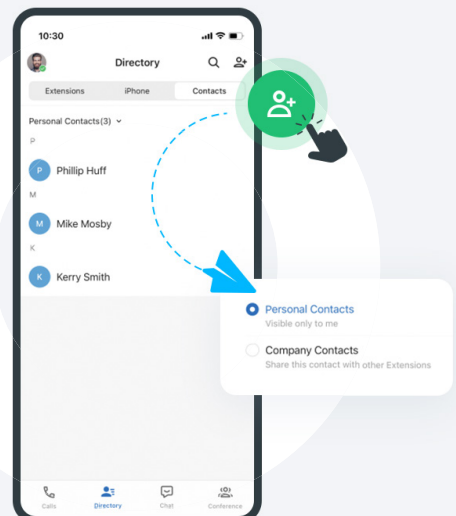 10:30
Directory
Extensions iPhone Contacts
Personal Contacts(3)
P
P Phillip Huff
M
M Mike Mosby
K
K Kerry Smith
Personal Contacts
Visible only to me
Company Contacts
Share this contact with other Extensions
Calls Directory Chat Conference